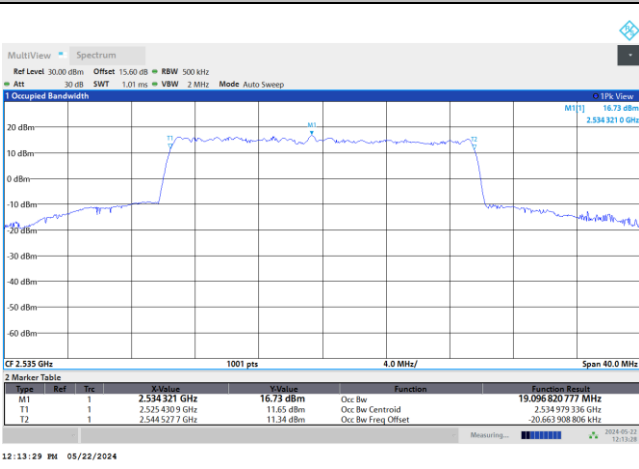 MultiView Spectrum
Ref Level 30.00 dBm Offset 15.60 dB RBW 500 kHz
Att 30 dB SWT 1.01 ms VBW 2 MHz Mode Auto Sweep
1 Occupied Bandwidth 1Pk View
M1[1] 16.73 dBm
2.534 321 0 GHz
M1
20 dBm
T1 T2
10 dBm
0 dBm
-10 dBm
-20 dBm
-30 dBm
-40 dBm
-50 dBm
-60 dBm
CF 2.535 GHz 1001 pts 4.0 MHz/ Span 40.0 MHz
2 Marker Table
Type Ref Trc X-Value Y-Value Function Function Result
M1 1 2.534 321 GHz 16.73 dBm Occ Bw 19.096 820 777 MHz
T1 1 2.525 430 9 GHz 11.65 dBm Occ Bw Centroid 2.534 979 336 GHz
T2 1 2.544 527 7 GHz 11.34 dBm Occ Bw Freq Offset -20.663 908 806 kHz
Measuring... 2024-05-22
12:13:28
12:13:29 PM 05/22/2024